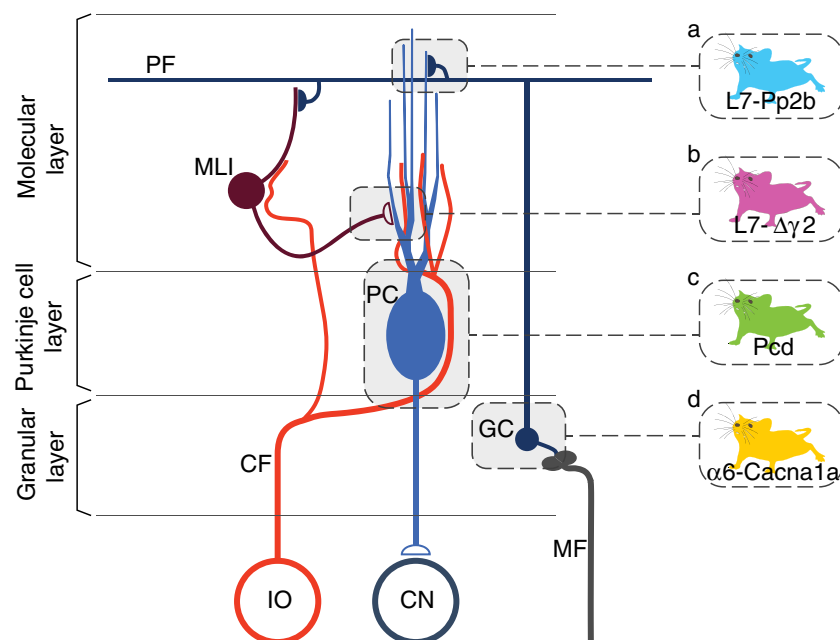 Molecular
layer
Purkinje cell
layer
Granular
layer
PF
MLI
PC
GC
CF
MF
IO
CN
a
L7-Pp2b
b
L7- Δγ2
c
Pcd
d
α6-Cacna1a